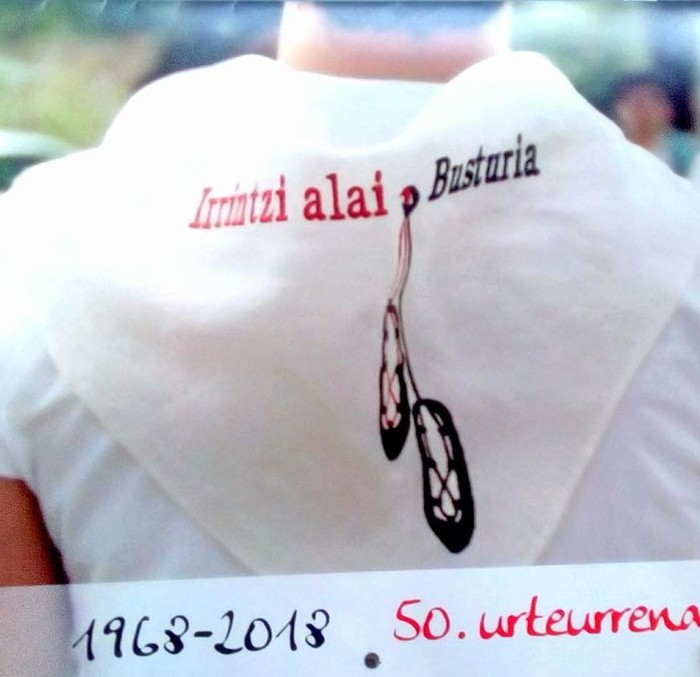 Irrintzi alai Busturia
1968-2018. 50. urteurrena